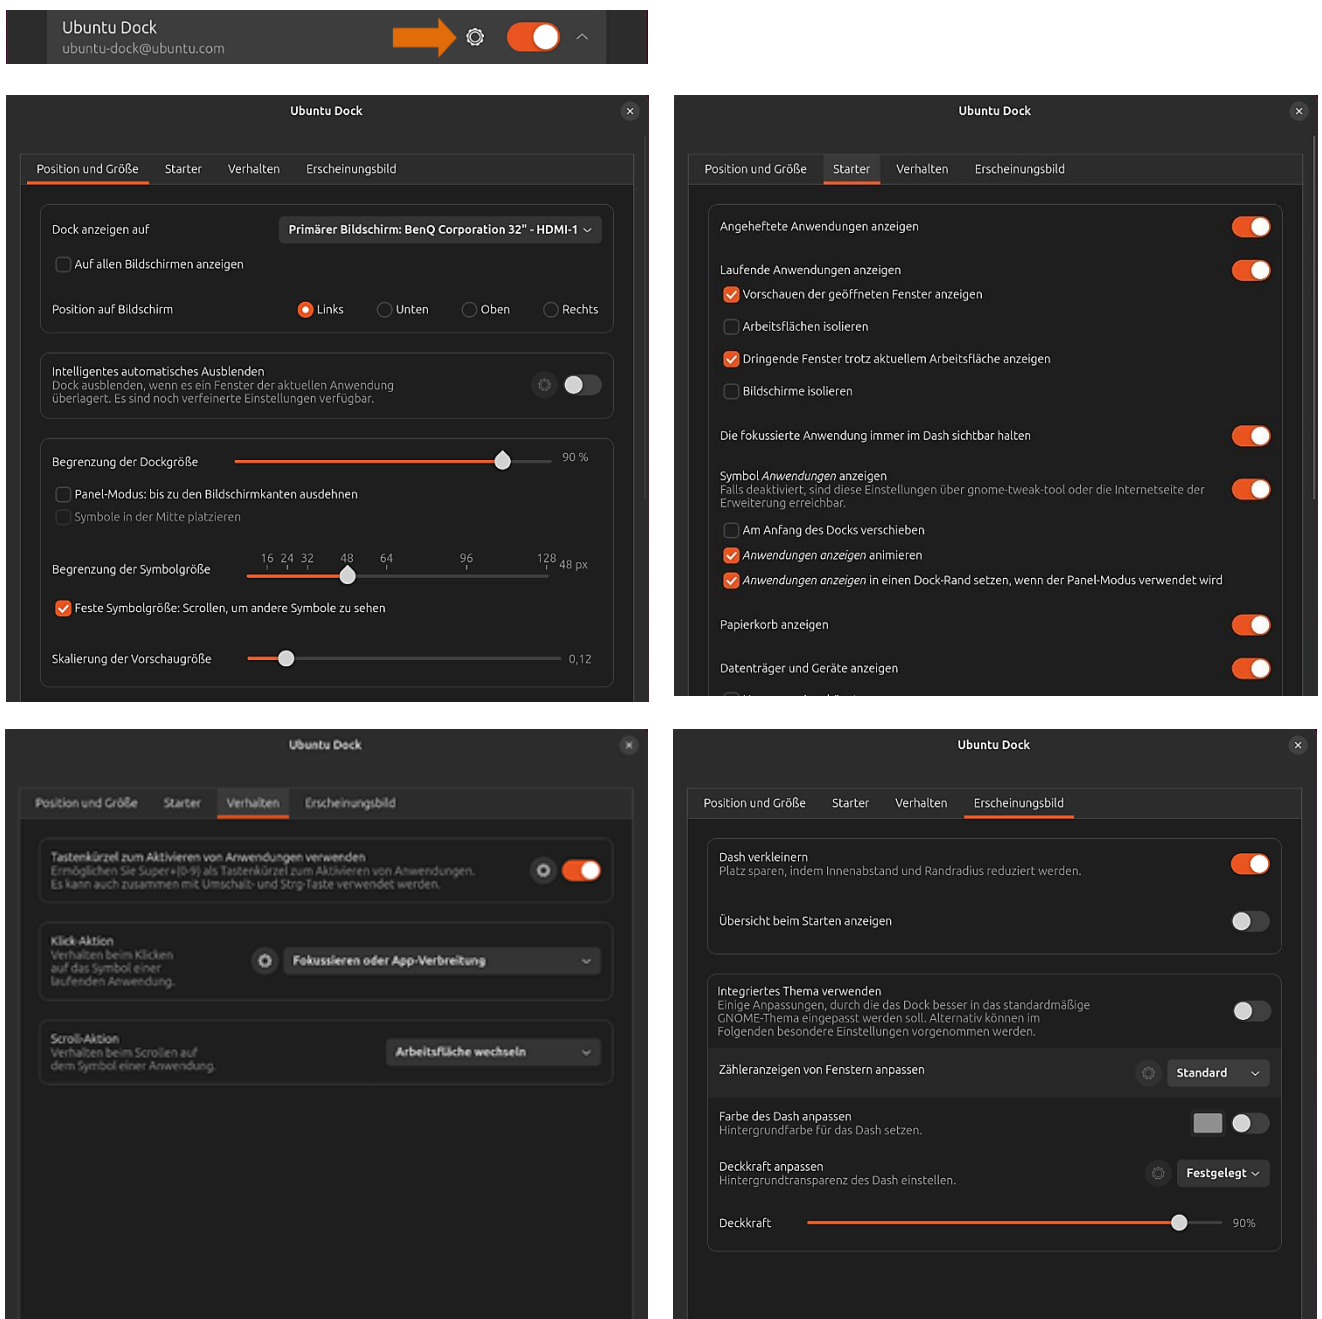 Ubuntu Dock
ubuntu-dock@ubuntu.com
Ubuntu Dock
Position und Größe Starter Verhalten Erscheinungsbild
Dock anzeigen auf Primärer Bildschirm: BenQ Corporation 32" - HDMI-1
Auf allen Bildschirmen anzeigen
Position auf Bildschirm Links Unten Oben Rechts
Intelligentes automatisches Ausblenden
Dock ausblenden, wenn es ein Fenster der aktuellen Anwendung
überlagert. Es sind noch verfeinerte Einstellungen verfügbar.
Begrenzung der Dockgröße 90 %
Panel-Modus: bis zu den Bildschirmkanten ausdehnen
Symbole in der Mitte platzieren
16 24 32 48 64 96 128
Begrenzung der Symbolgröße 48 px
Feste Symbolgröße: Scrollen, um andere Symbole zu sehen
Skalierung der Vorschaugröße 0,12
Ubuntu Dock
Position und Größe Starter Verhalten Erscheinungsbild
Angeheftete Anwendungen anzeigen
Laufende Anwendungen anzeigen
Vorschauen der geöffneten Fenster anzeigen
Arbeitsflächen isolieren
Dringende Fenster trotz aktuellem Arbeitsfläche anzeigen
Bildschirme isolieren
Die fokussierte Anwendung immer im Dash sichtbar halten
Symbol Anwendungen anzeigen
Falls deaktiviert, sind diese Einstellungen über gnome-tweak-tool oder die Internetseite der
Erweiterung erreichbar.
Am Anfang des Docks verschieben
Anwendungen anzeigen animieren
Anwendungen anzeigen in einen Dock-Rand setzen, wenn der Panel-Modus verwendet wird
Papierkorb anzeigen
Datenträger und Geräte anzeigen
Ubuntu Dock
Position und Größe Starter Verhalten Erscheinungsbild
Tastenkürzel zum Aktivieren von Anwendungen verwenden
Ermöglichen Sie Super+(0-9) als Tastenkürzel zum Aktivieren von Anwendungen.
Es kann auch zusammen mit Umschalt- und Strg-Taste verwendet werden.
Klick-Aktion
Verhalten beim Klicken
auf das Symbol einer
laufenden Anwendung.
Fokussieren oder App-Verbreitung
Scroll-Aktion
Verhalten beim Scrollen auf
dem Symbol einer Anwendung.
Arbeitsfläche wechseln
Ubuntu Dock
Position und Größe Starter Verhalten Erscheinungsbild
Dash verkleinern
Platz sparen, indem Innenabstand und Randradius reduziert werden.
Übersicht beim Starten anzeigen
Integriertes Thema verwenden
Einige Anpassungen, durch die das Dock besser in das standardmäßige
GNOME-Thema eingepasst werden soll. Alternativ können im
Folgenden besondere Einstellungen vorgenommen werden.
Zähleranzeigen von Fenstern anpassen Standard
Farbe des Dash anpassen
Hintergrundfarbe für das Dash setzen.
Deckkraft anpassen
Hintergrundtransparenz des Dash einstellen.
Festgelegt
Deckkraft 90%